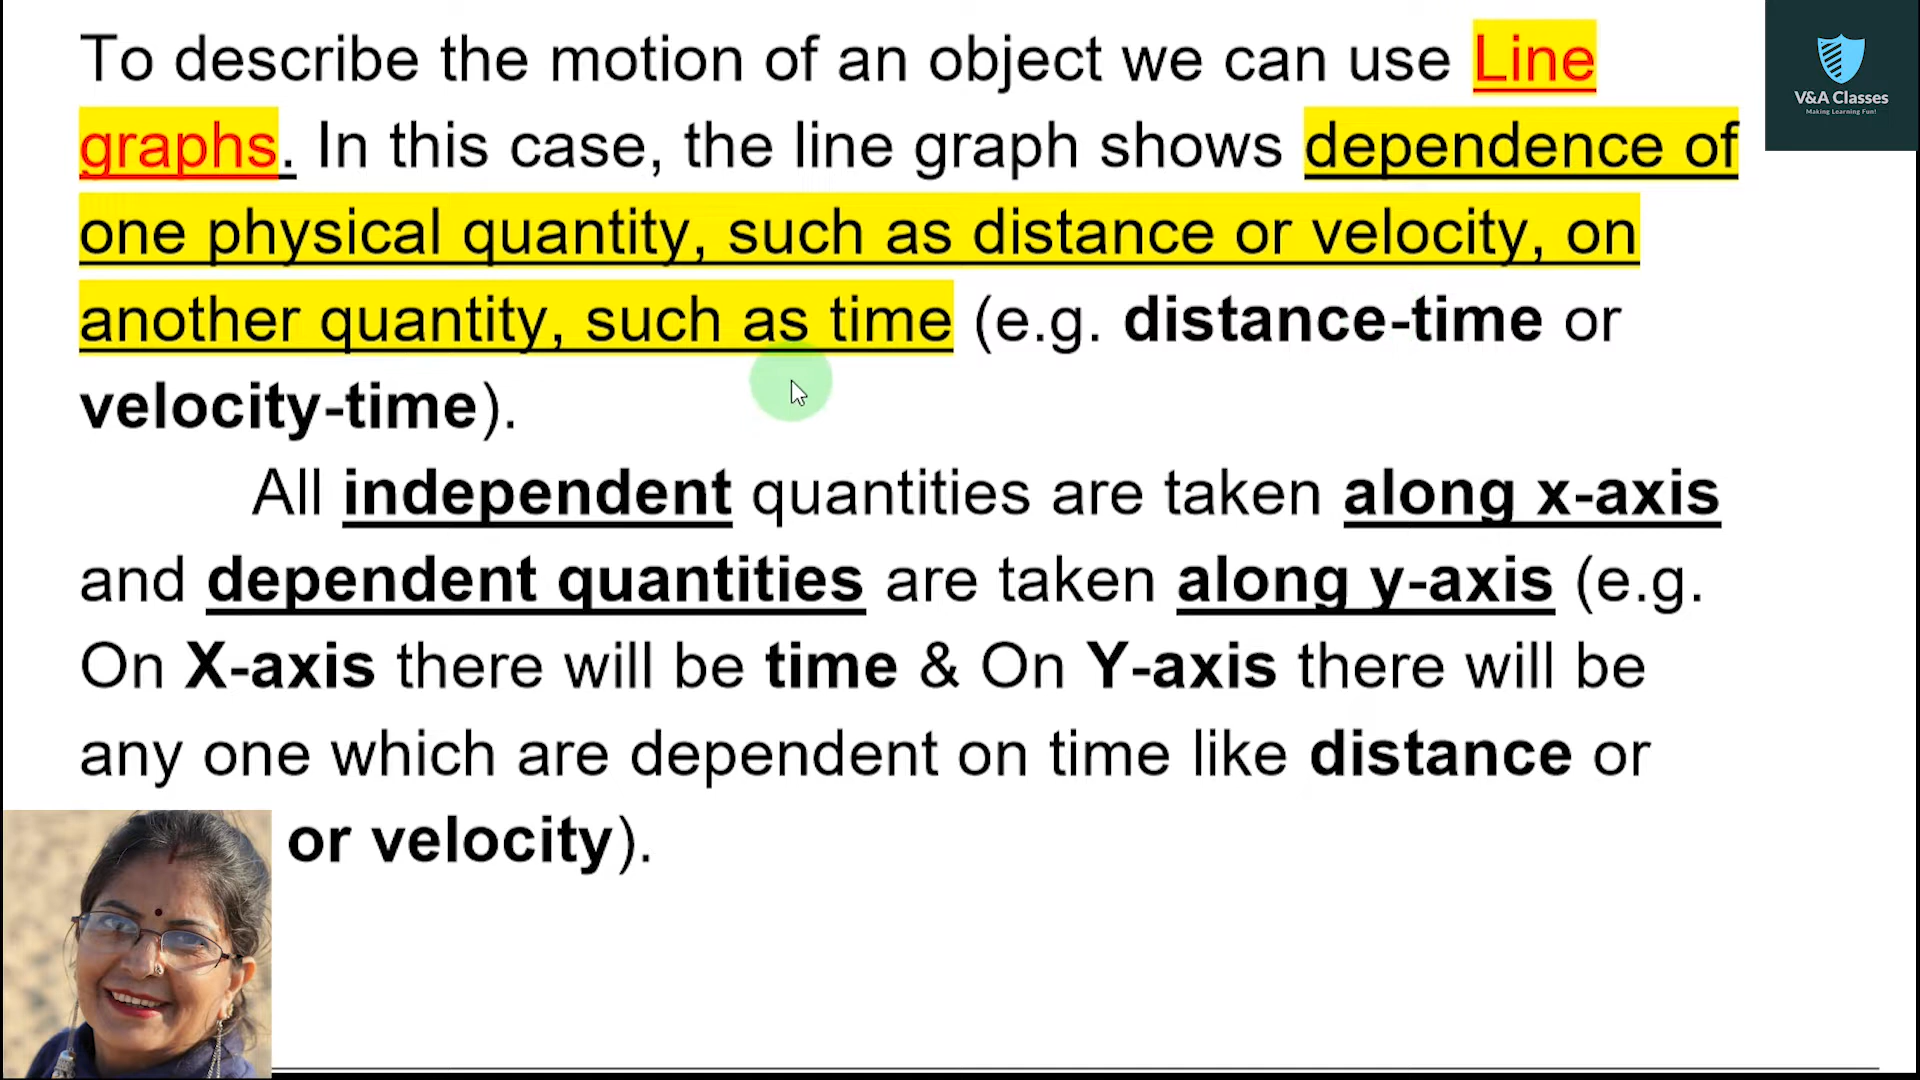 To describe the motion of an object we can use Line
graphs. In this case, the line graph shows dependence of
one physical quantity, such as distance or velocity, on
another quantity, such as time (e.g. distance-time or
velocity-time).
All independent quantities are taken along x-axis
and dependent quantities are taken along y-axis (e.g.
On X-axis there will be time & On Y-axis there will be
any one which are dependent on time like distance or
or velocity).
V&A Classes
Making Learning Fun!